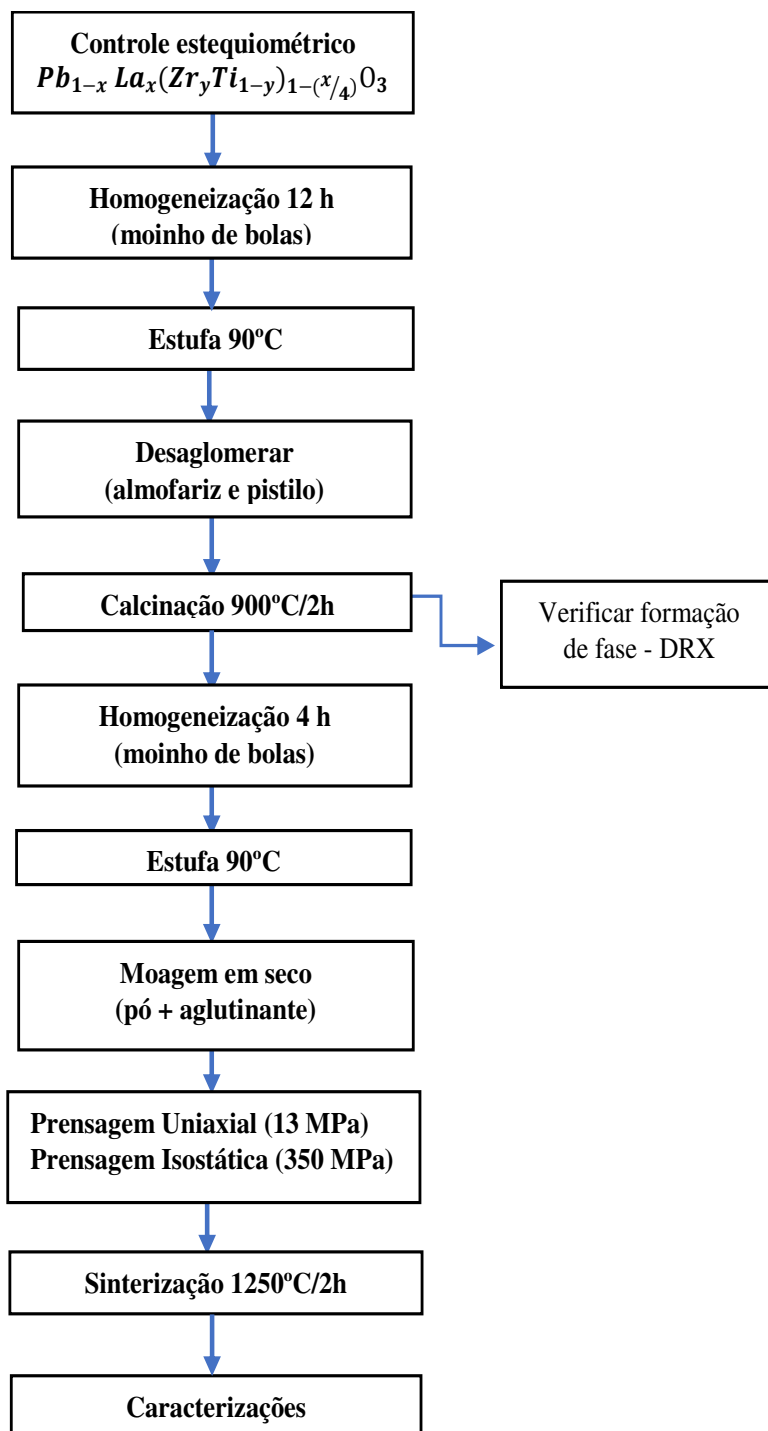 Controle estequiométrico
Pb₁₋ₓ Laₓ(ZrᵧTi₁₋ᵧ)₁₋₍ₓ/₄₎O₃
Homogeneização 12 h
(moinho de bolas)
Estufa 90ºC
Desaglomerar
(almofariz e pistilo)
Calcinação 900ºC/2h
Verificar formação
de fase - DRX
Homogeneização 4 h
(moinho de bolas)
Estufa 90ºC
Moagem em seco
(pó + aglutinante)
Prensagem Uniaxial (13 MPa)
Prensagem Isostática (350 MPa)
Sinterização 1250ºC/2h
Caracterizações